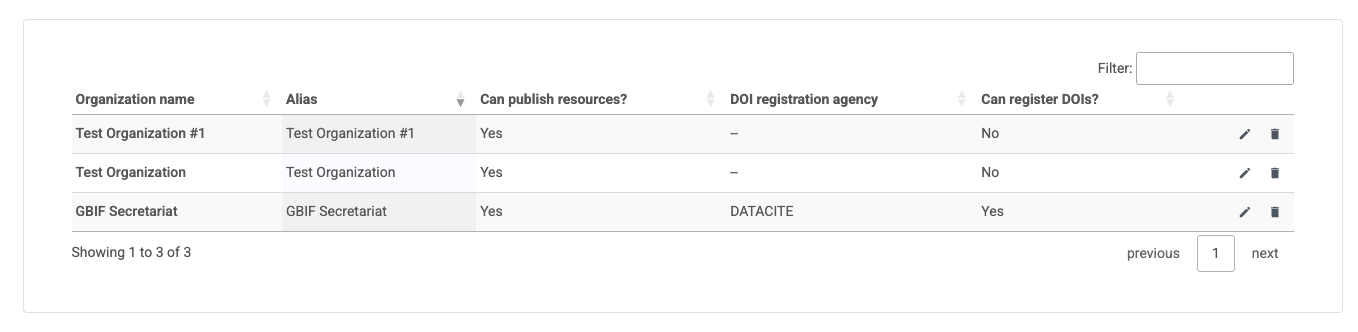 Filter:
Organization name Alias Can publish resources? DOI registration agency Can register DOIs?
Test Organization #1 Test Organization #1 Yes -- No
Test Organization Test Organization Yes -- No
GBIF Secretariat GBIF Secretariat Yes DATACITE Yes
Showing 1 to 3 of 3 previous 1 next